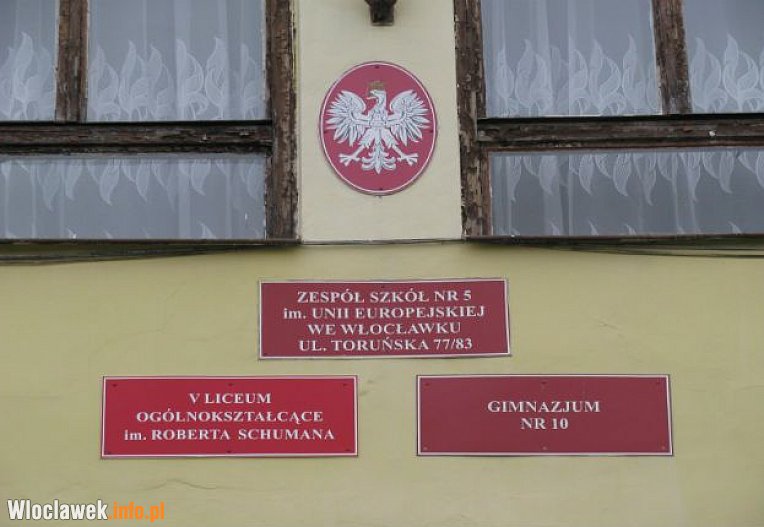 ZESPÓŁ SZKÓŁ NR 5
im. UNII EUROPEJSKIEJ
WE WŁOCŁAWKU
UL. TORUŃSKA 77/83
V LICEUM
OGÓLNOKSZTAŁCĄCE
im. ROBERTA SCHUMANA
GIMNAZJUM
NR 10
Wloclawek.info.pl